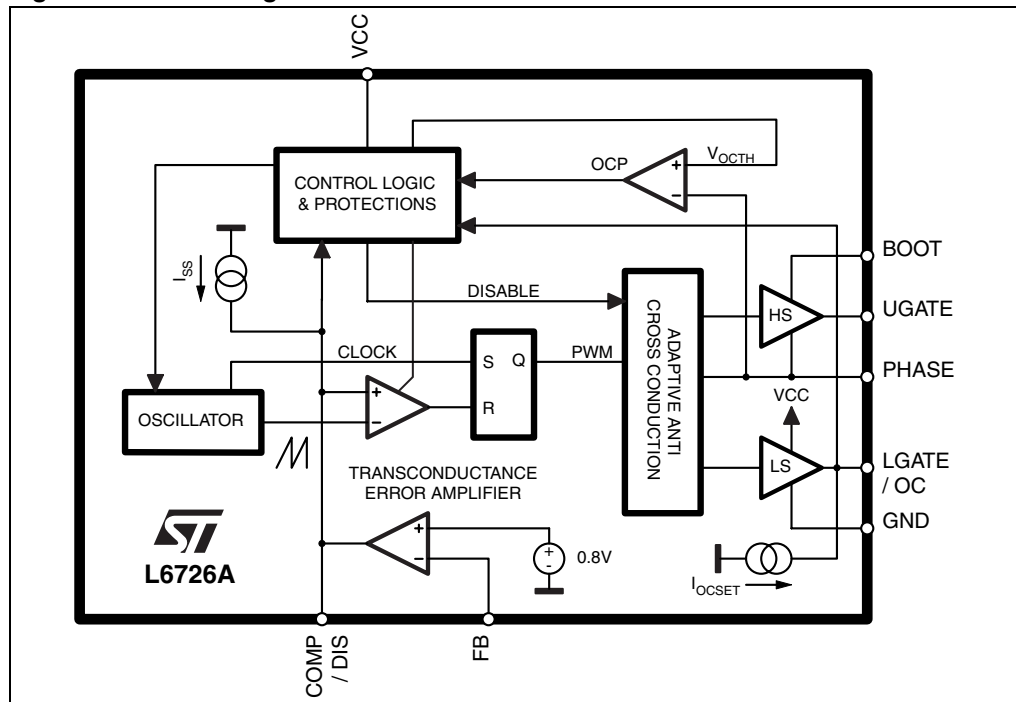 VCC
CONTROL LOGIC
& PROTECTIONS
OCP
+
−
VOCTH
ISS
DISABLE
CLOCK
S Q
R
PWM
OSCILLATOR
+
−
ADAPTIVE ANTI
CROSS CONDUCTION
HS
VCC
LS
BOOT
UGATE
PHASE
LGATE
/ OC
GND
TRANSCONDUCTANCE
ERROR AMPLIFIER
+
−
+
-
0.8V
IOCSET
ST
L6726A
COMP
/ DIS
FB